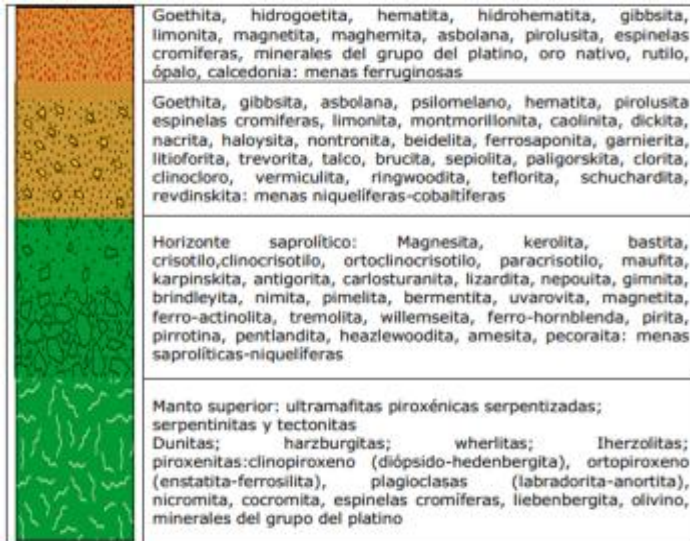 Goethita, hidrogoetita, hematita, hidrohematita, gibbsita,
limonita, magnetita, maghemita, asbolana, pirolusita, espinelas
cromíferas, minerales del grupo del platino, oro nativo, rutilo,
ópalo, calcedonia: menas ferruginosas
Goethita, gibbsita, asbolana, psilomelano, hematita, pirolusita
espinelas cromiferas, limonita, montmorillonita, caolinita, dickita,
nacrita, haloysita, nontronita, beidelita, ferrosaponita, garnierita,
litioforita, trevorita, talco, brucita, sepiolita, paligorskita, clorita,
clinocloro, vermiculita, ringwoodita, teflorita, schuchardita,
revdinskita: menas niquelíferas-cobaltíferas
Horizonte saprolítico: Magnesita, kerolita, bastita,
crisotilo,clinocrisotilo, ortoclinocrisotilo, paracrisotilo, maufita,
karpinskita, antigorita, carlosturanita, lizardita, nepouita, gimnita,
brindleyita, nimita, pimelita, bermentita, uvarovita, magnetita,
ferro-actinolita, tremolita, willemseita, ferro-hornblenda, pirita,
pirrotina, pentlandita, heazlewoodita, amesita, pecoraita: menas
saprolíticas-niquelíferas
Manto superior: ultramafitas piroxénicas serpentizadas;
serpentinitas y tectonitas
Dunitas; harzburgitas; wherlitas; lherzolitas;
piroxenitas:clinopiroxeno (diópsido-hedenbergita), ortopiroxeno
(enstatita-ferrosilita), plagioclasas (labradorita-anortita),
nicromita, cocromita, espinelas cromíferas, liebenbergita, olivino,
minerales del grupo del platino